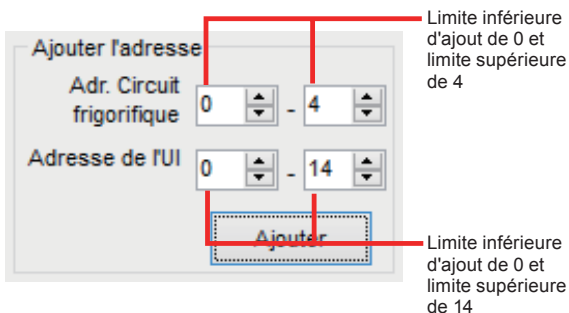 Ajouter l'adresse
Adr. Circuit
frigorifique
0 - 4
Adresse de l'UI
0 - 14
Ajouter
Limite inférieure
d'ajout de 0 et
limite supérieure
de 4
Limite inférieure
d'ajout de 0 et
limite supérieure
de 14